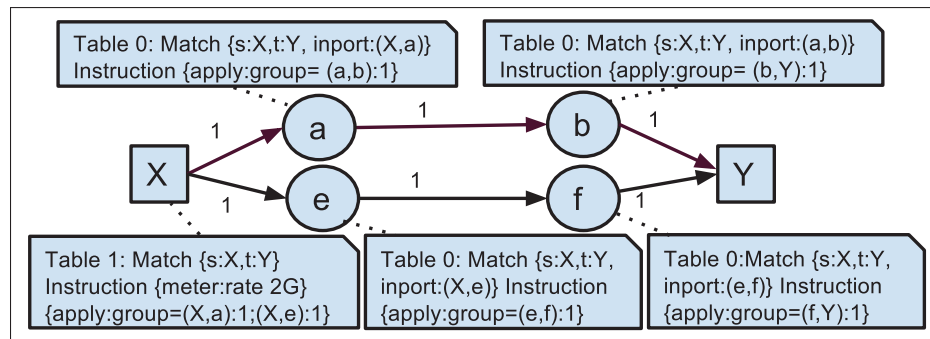 Table 0: Match {s:X,t:Y, inport:(X,a)}
Instruction {apply:group= (a,b):1}
Table 0: Match {s:X,t:Y, inport:(a,b)}
Instruction {apply:group= (b,Y):1}
1
a
1
b
1
X
Y
1
e
1
f
1
Table 1: Match {s:X,t:Y}
Instruction {meter:rate 2G}
{apply:group=(X,a):1;(X,e):1}
Table 0: Match {s:X,t:Y,
inport:(X,e)} Instruction
{apply:group=(e,f):1}
Table 0:Match {s:X,t:Y,
inport:(e,f)} Instruction
{apply:group=(f,Y):1}